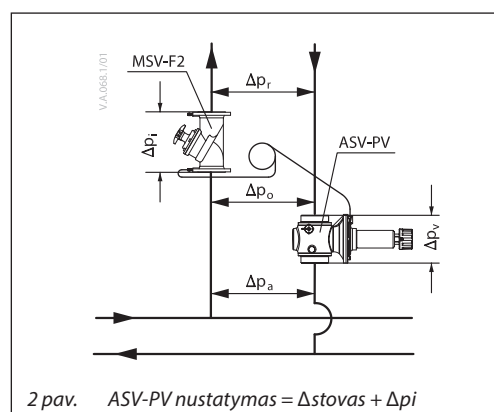 V.A.068.1/01
MSV-F2
Δpᵣ
ASV-PV
Δpᵢ
Δpₒ
Δpᵥ
Δpₐ
2 pav. ASV-PV nustatymas = Δstovas + Δpi